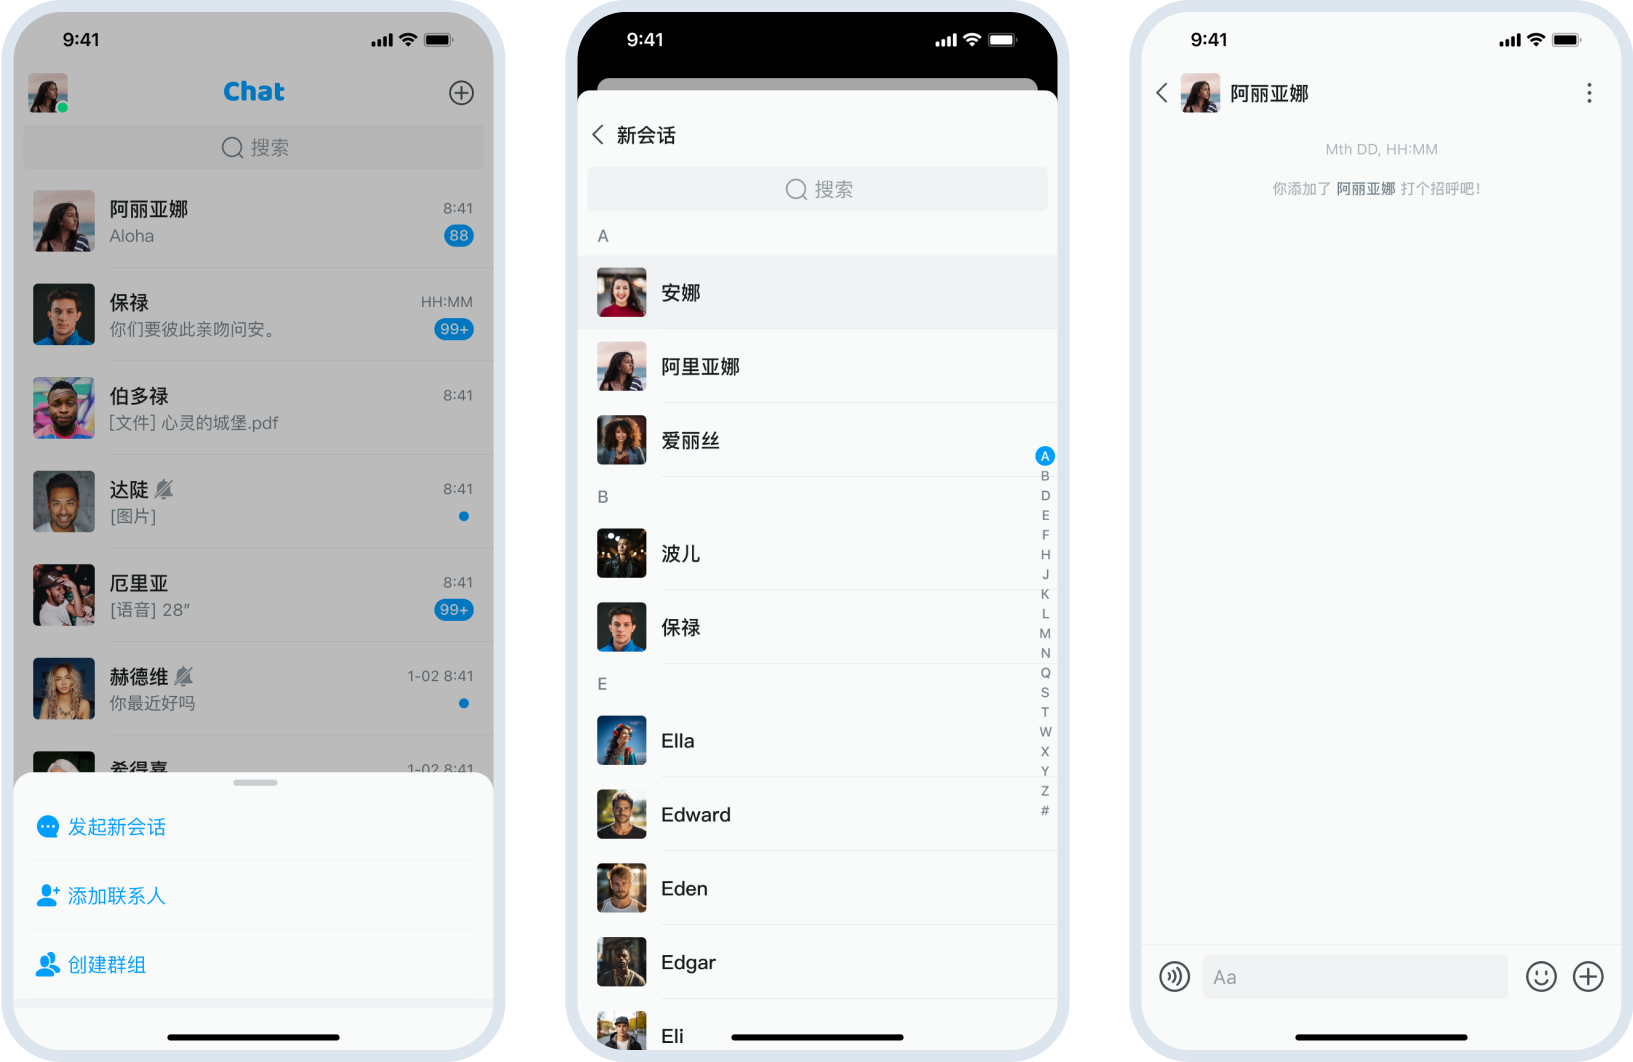 9:41
Chat
搜索
阿丽亚娜
8:41
Aloha
88
保禄
HH:MM
你们要彼此亲吻问安。
99+
伯多禄
8:41
[文件] 心灵的城堡.pdf
达陡
8:41
[图片]
厄里亚
8:41
[语音] 28”
99+
赫德维
1-02 8:41
你最近好吗
希得嘉
1-02 8:41
发起新会话
添加联系人
创建群组
9:41
新会话
搜索
A
安娜
阿里亚娜
爱丽丝
B
波儿
保禄
E
Ella
Edward
Eden
Edgar
Eli
A
B
D
E
F
H
J
K
L
M
N
Q
S
T
W
X
Y
Z
#
9:41
阿丽亚娜
Mth DD, HH:MM
你添加了 阿丽亚娜 打个招呼吧!
Aa